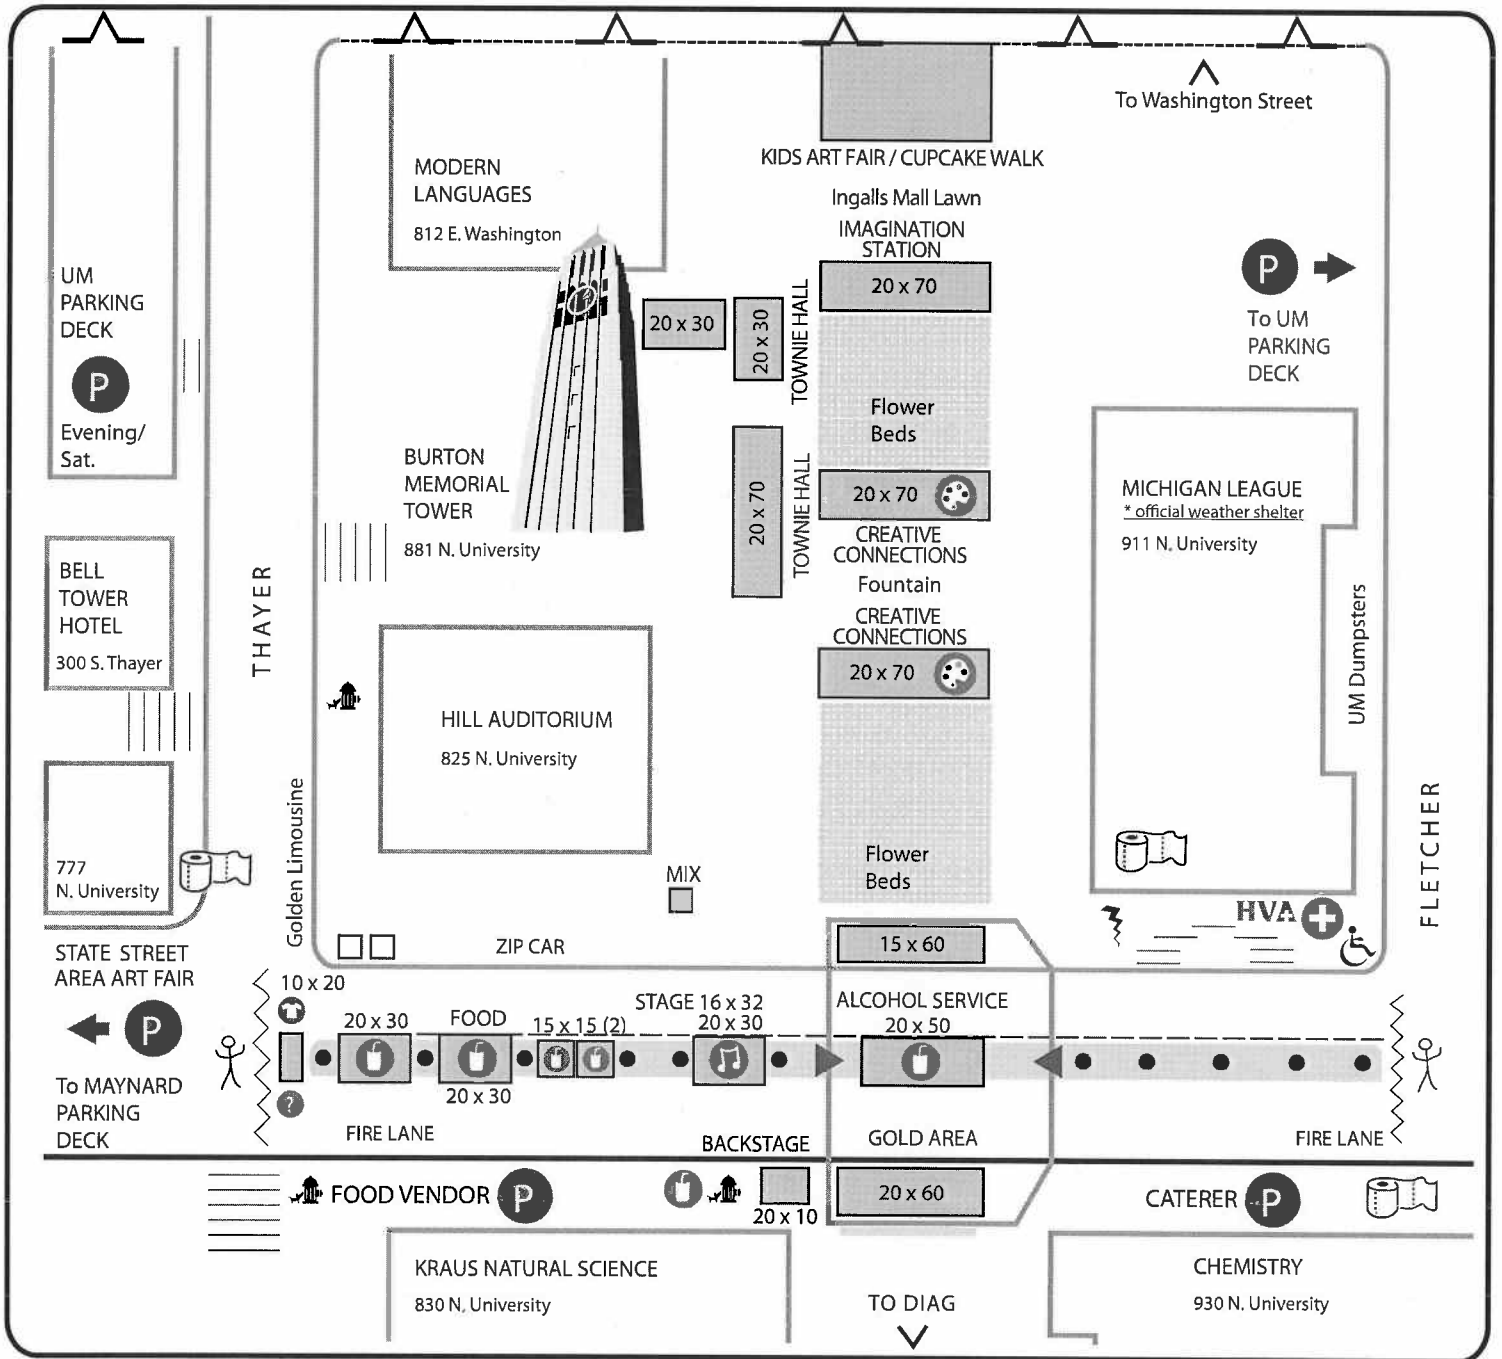 To Washington Street
KIDS ART FAIR / CUPCAKE WALK
MODERN
LANGUAGES
812 E. Washington
Ingalls Mall Lawn
IMAGINATION
STATION
20 x 70
UM
PARKING
DECK
P
Evening/
Sat.
20 x 30
20 x 30
TOWNIE HALL
P
To UM
PARKING
DECK
Flower
Beds
BURTON
MEMORIAL
TOWER
881 N. University
20 x 70
TOWNIE HALL
20 x 70
CREATIVE
CONNECTIONS
Fountain
CREATIVE
CONNECTIONS
20 x 70
MICHIGAN LEAGUE
* official weather shelter
911 N. University
UM Dumpsters
BELL
TOWER
HOTEL
300 S. Thayer
THAYER
HILL AUDITORIUM
825 N. University
777
N. University
Golden Limousine
MIX
Flower
Beds
FLETCHER
HVA
ZIP CAR
15 x 60
STATE STREET
AREA ART FAIR
P
To MAYNARD
PARKING
DECK
10 x 20
?
20 x 30
FOOD
20 x 30
15 x 15 (2)
STAGE 16 x 32
20 x 30
ALCOHOL SERVICE
20 x 50
FIRE LANE
BACKSTAGE
GOLD AREA
FIRE LANE
FOOD VENDOR P
20 x 10
20 x 60
CATERER P
KRAUS NATURAL SCIENCE
830 N. University
TO DIAG
CHEMISTRY
930 N. University